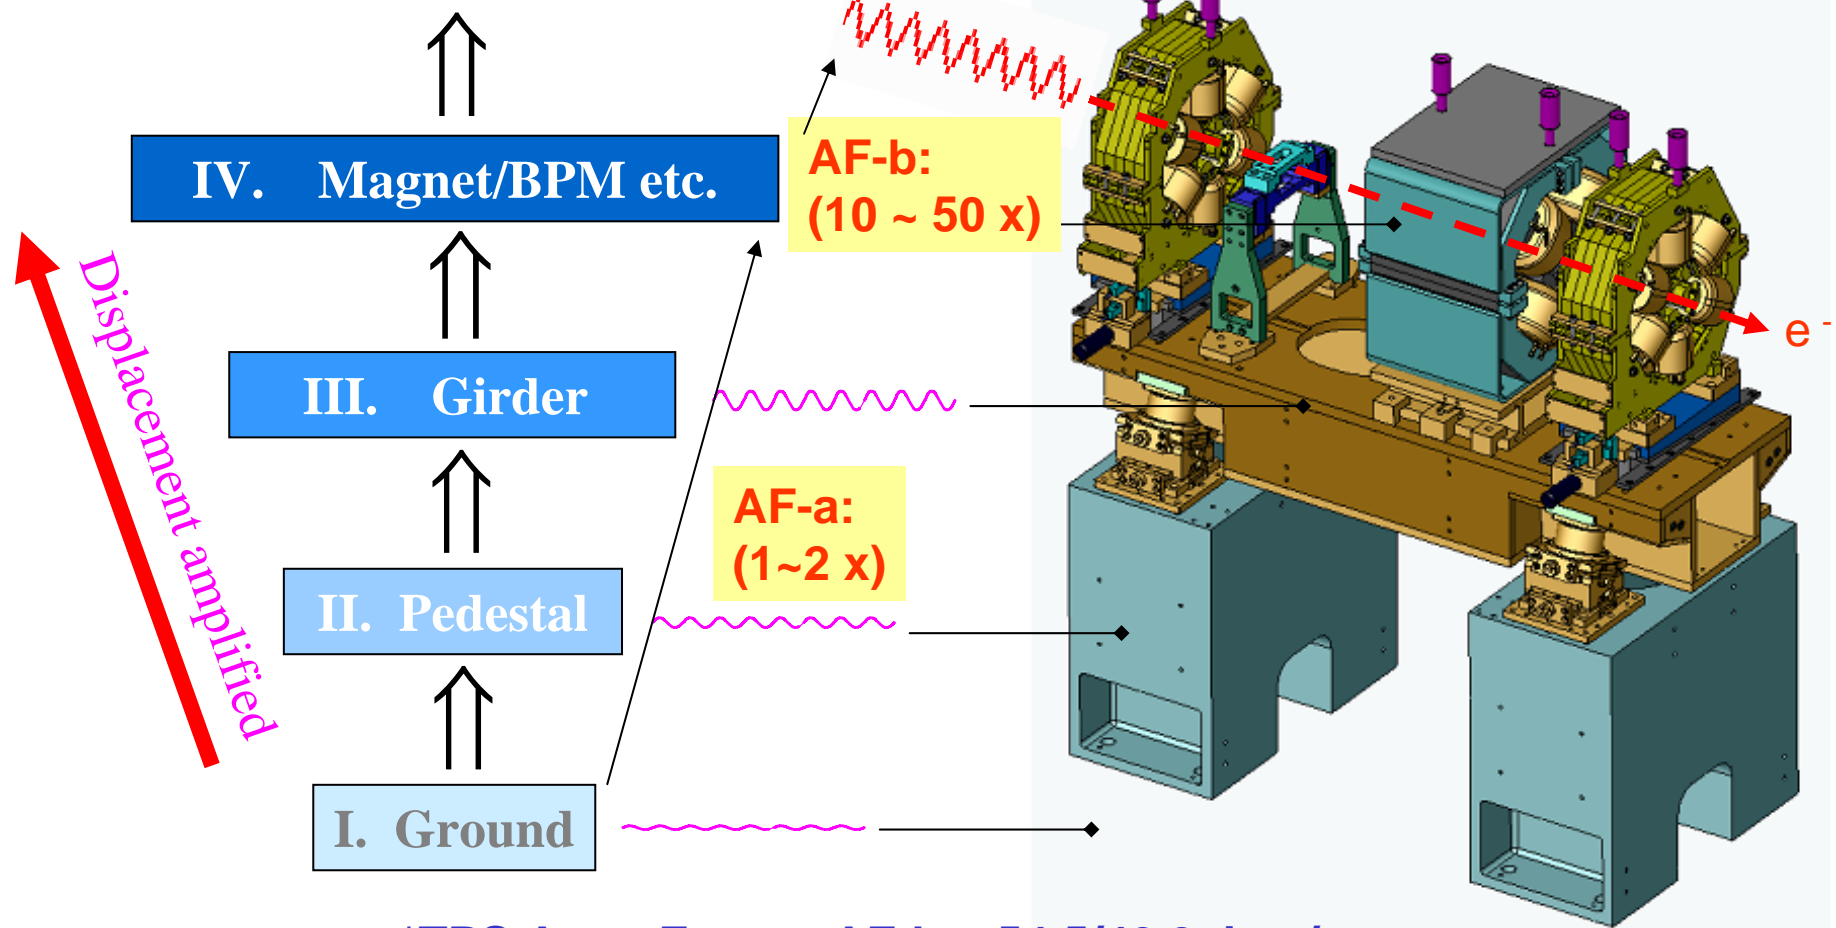 IV. Magnet/BPM etc.
AF-b:
(10 ~ 50 x)
e -
Displacement amplified
III. Girder
AF-a:
(1~2 x)
II. Pedestal
I. Ground